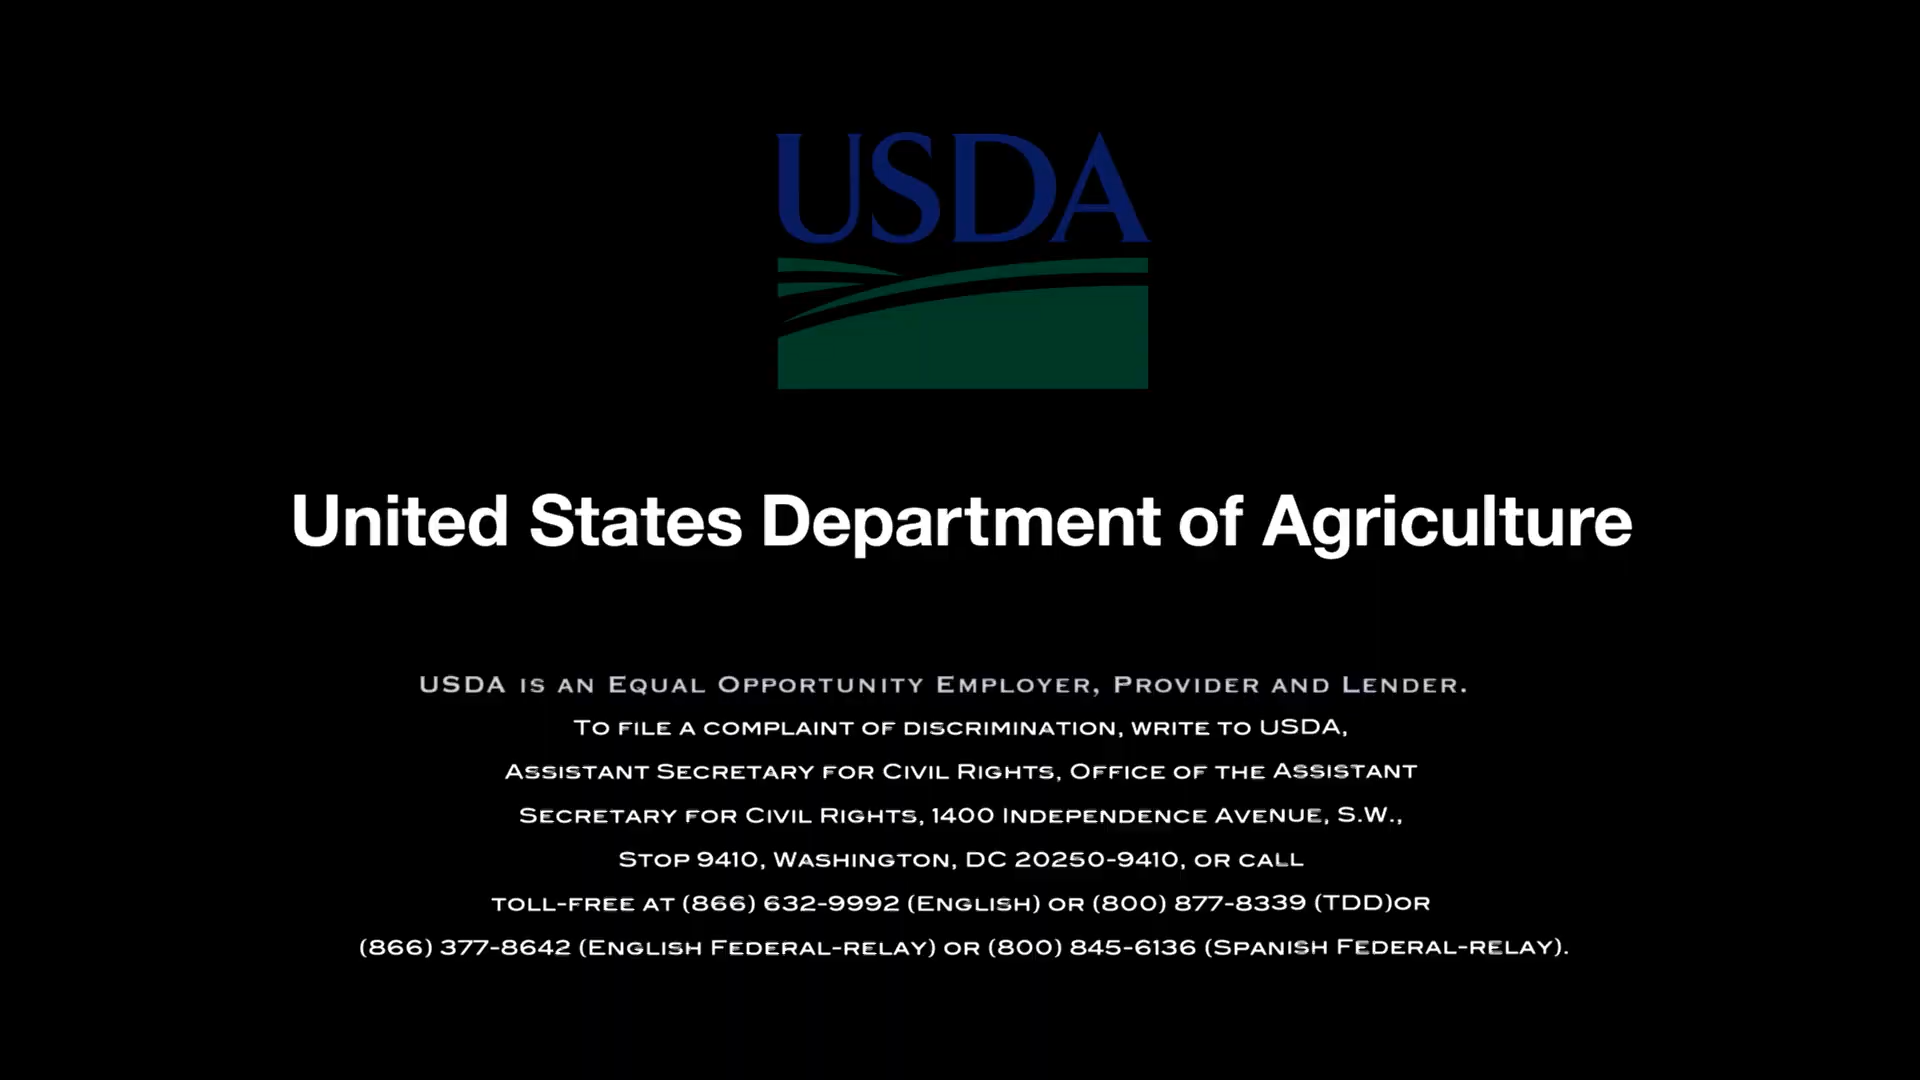 USDA
United States Department of Agriculture
USDA is an Equal Opportunity Employer, Provider and Lender.
To file a complaint of discrimination, write to USDA,
Assistant Secretary for Civil Rights, Office of the Assistant
Secretary for Civil Rights, 1400 Independence Avenue, S.W.,
Stop 9410, Washington, DC 20250-9410, or call
toll-free at (866) 632-9992 (English) or (800) 877-8339 (TDD)or
(866) 377-8642 (English Federal-relay) or (800) 845-6136 (Spanish Federal-relay).